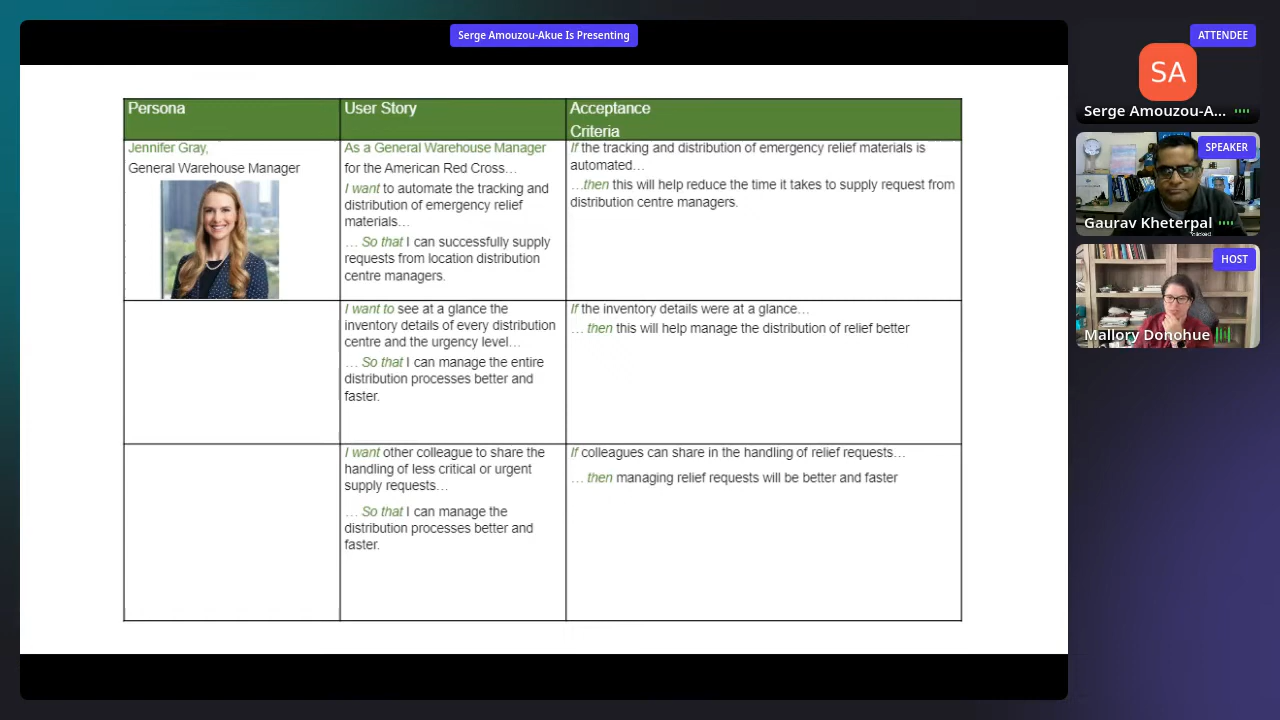 Serge Amouzou-Akue Is Presenting
Persona
User Story
Acceptance
Criteria
Jennifer Gray,
General Warehouse Manager
As a General Warehouse Manager
for the American Red Cross…
I want to automate the tracking and
distribution of emergency relief
materials…
… So that I can successfully supply
requests from location distribution
centre managers.
If the tracking and distribution of emergency relief materials is
automated…
…then this will help reduce the time it takes to supply request from
distribution centre managers.
I want to see at a glance the
inventory details of every distribution
centre and the urgency level…
… So that I can manage the entire
distribution processes better and
faster.
If the inventory details were at a glance…
… then this will help manage the distribution of relief better
I want other colleague to share the
handling of less critical or urgent
supply requests…
… So that I can manage the
distribution processes better and
faster.
If colleagues can share in the handling of relief requests…
… then managing relief requests will be better and faster
ATTENDEE
SA
Serge Amouzou-A...
SPEAKER
Gaurav Kheterpal
HOST
Mallory Donohue